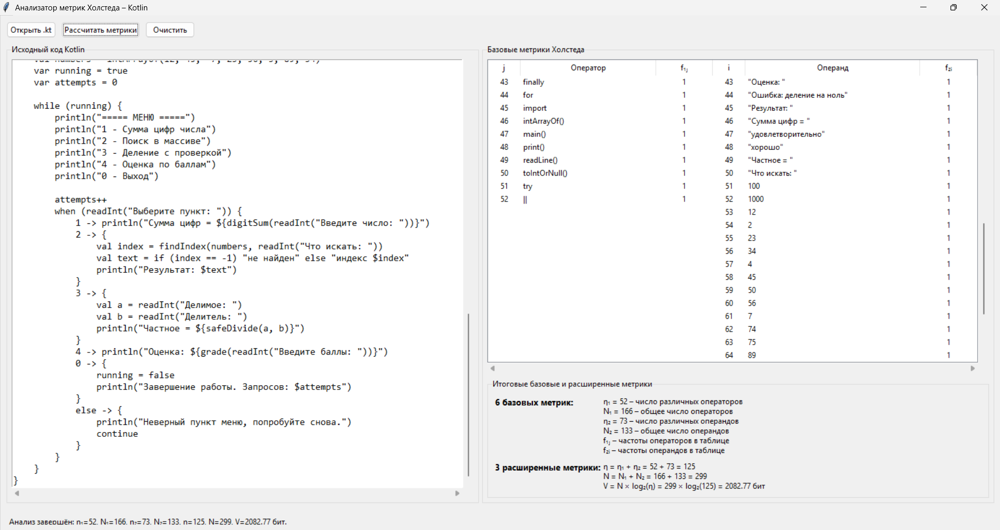 Анализатор метрик Холстеда – Kotlin
Открыть .kt
Рассчитать метрики
Очистить
Исходный код Kotlin
var running = true
var attempts = 0
while (running) {
println("===== МЕНЮ =====")
println("1 - Сумма цифр числа")
println("2 - Поиск в массиве")
println("3 - Деление с проверкой")
println("4 - Оценка по баллам")
println("0 - Выход")
attempts++
when (readInt("Выберите пункт: ")) {
1 -> println("Сумма цифр = ${digitSum(readInt("Введите число: "))}")
2 -> {
val index = findIndex(numbers, readInt("Что искать: "))
val text = if (index == -1) "не найден" else "индекс $index"
println("Результат: $text")
}
3 -> {
val a = readInt("Делимое: ")
val b = readInt("Делитель: ")
println("Частное = ${safeDivide(a, b)}")
}
4 -> println("Оценка: ${grade(readInt("Введите баллы: "))}")
0 -> {
running = false
println("Завершение работы. Запросов: $attempts")
}
else -> {
println("Неверный пункт меню, попробуйте снова.")
continue
}
}
}
}
Базовые метрики Холстеда
j Оператор f₁ⱼ i Операнд f₂ᵢ
43 finally 1 43 "Оценка: " 1
44 for 1 44 "Ошибка: деление на ноль" 1
45 import 1 45 "Результат: " 1
46 intArrayOf() 1 46 "Сумма цифр = " 1
47 main() 1 47 "удовлетворительно" 1
48 print() 1 48 "хорошо" 1
49 readLine() 1 49 "Частное = " 1
50 toIntOrNull() 1 50 "Что искать: " 1
51 try 1 51 100 1
52 || 1 52 1000 1
53 12 1
54 2 1
55 23 1
56 34 1
57 4 1
58 45 1
59 50 1
60 56 1
61 7 1
62 74 1
63 75 1
64 89 1
Итоговые базовые и расширенные метрики
6 базовых метрик:
η₁ = 52 – число различных операторов
N₁ = 166 – общее число операторов
η₂ = 73 – число различных операндов
N₂ = 133 – общее число операндов
f₁ⱼ – частоты операторов в таблице
f₂ᵢ – частоты операндов в таблице
3 расширенные метрики:
η = η₁ + η₂ = 52 + 73 = 125
N = N₁ + N₂ = 166 + 133 = 299
V = N × log₂(η) = 299 × log₂(125) = 2082.77 бит
Анализ завершён: η₁=52, N₁=166, η₂=73, N₂=133, η=125, N=299, V=2082.77 бит.